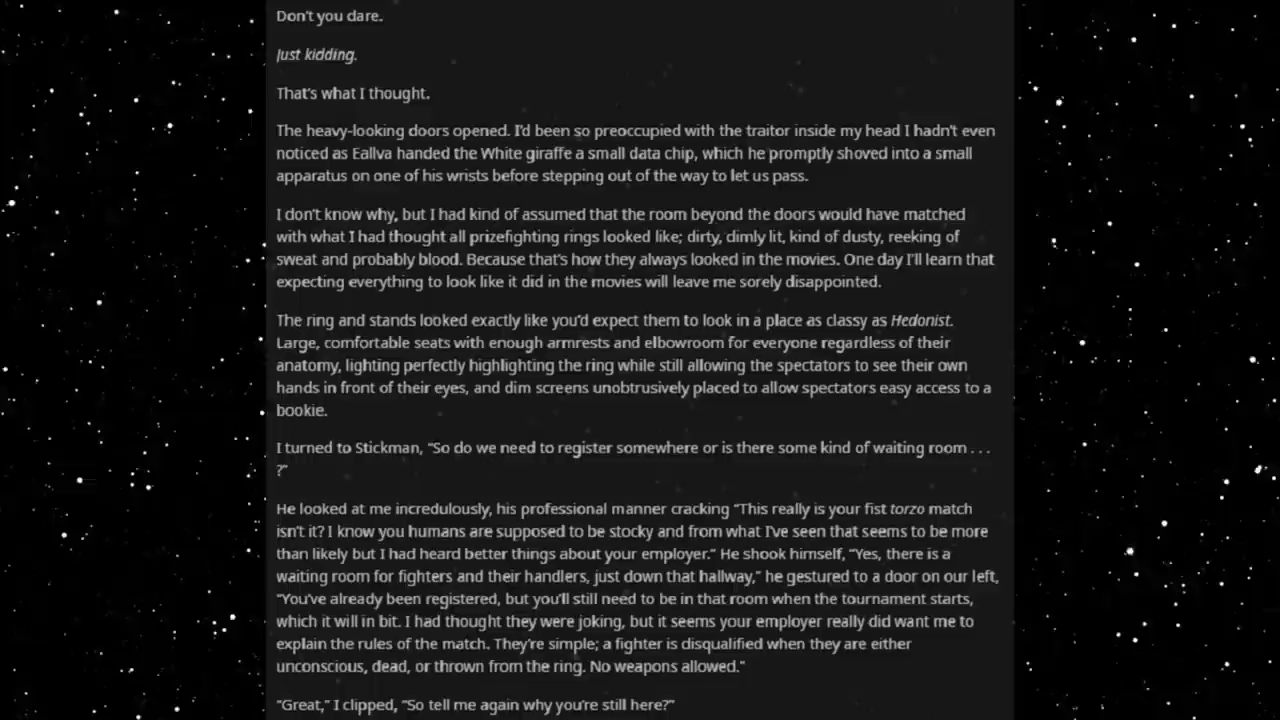 Don't you dare.
Just kidding.
That's what I thought.
The heavy-looking doors opened. I'd been so preoccupied with the traitor inside my head I hadn't even
noticed as Eallva handed the White giraffe a small data chip, which he promptly shoved into a small
apparatus on one of his wrists before stepping out of the way to let us pass.
I don't know why, but I had kind of assumed that the room beyond the doors would have matched
with what I had thought all prizefighting rings looked like; dirty, dimly lit, kind of dusty, reeking of
sweat and probably blood. Because that's how they always looked in the movies. One day I'll learn that
expecting everything to look like it did in the movies will leave me sorely disappointed.
The ring and stands looked exactly like you'd expect them to look in a place as classy as Hedonist.
Large, comfortable seats with enough armrests and elbowroom for everyone regardless of their
anatomy, lighting perfectly highlighting the ring while still allowing the spectators to see their own
hands in front of their eyes, and dim screens unobtrusively placed to allow spectators easy access to a
bookie.
I turned to Stickman, "So do we need to register somewhere or is there some kind of waiting room . . .
?"
He looked at me incredulously, his professional manner cracking "This really is your fist torzo match
isn't it? I know you humans are supposed to be stocky and from what I've seen that seems to be more
than likely but I had heard better things about your employer." He shook himself, "Yes, there is a
waiting room for fighters and their handlers, just down that hallway," he gestured to a door on our left,
"You've already been registered, but you'll still need to be in that room when the tournament starts,
which it will in bit. I had thought they were joking, but it seems your employer really did want me to
explain the rules of the match. They're simple; a fighter is disqualified when they are either
unconscious, dead, or thrown from the ring. No weapons allowed."
"Great," I clipped, "So tell me again why you're still here?"